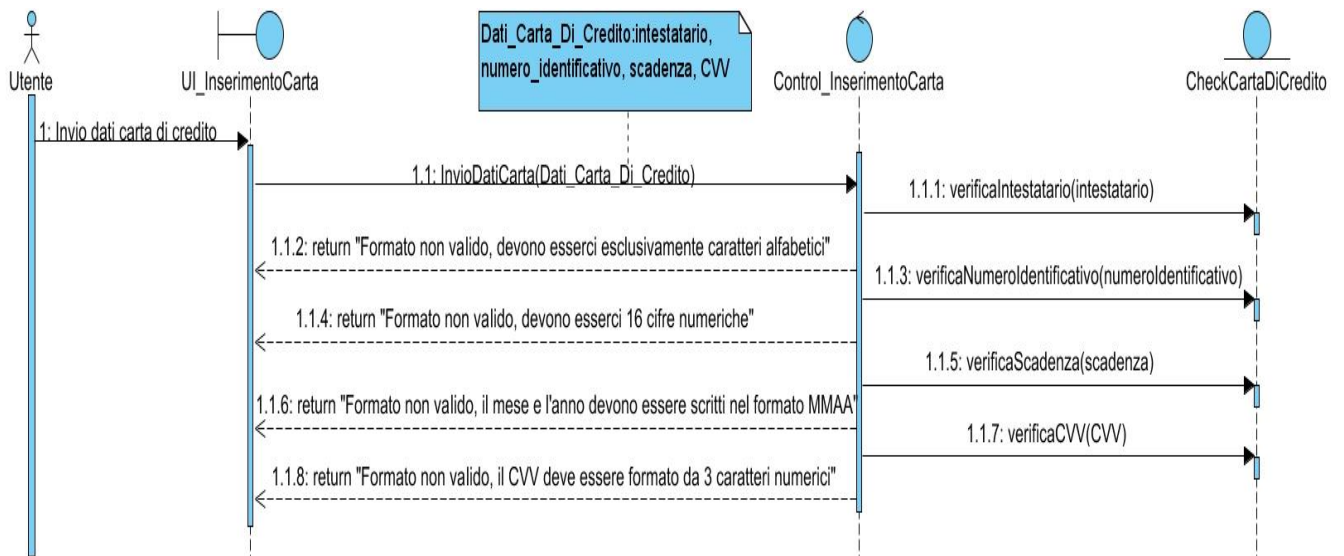 Dati_Carta_Di_Credito:intestatario,
numero_identificativo, scadenza, CVV
Utente
UI_InserimentoCarta
Control_InserimentoCarta
CheckCartaDiCredito
1: Invio dati carta di credito
1.1: InvioDatiCarta(Dati_Carta_Di_Credito)
1.1.1: verificaIntestatario(intestatario)
1.1.2: return "Formato non valido, devono esserci esclusivamente caratteri alfabetici"
1.1.3: verificaNumeroIdentificativo(numeroIdentificativo)
1.1.4: return "Formato non valido, devono esserci 16 cifre numeriche"
1.1.5: verificaScadenza(scadenza)
1.1.6: return "Formato non valido, il mese e l'anno devono essere scritti nel formato MMAA"
1.1.7: verificaCVV(CVV)
1.1.8: return "Formato non valido, il CVV deve essere formato da 3 caratteri numerici"